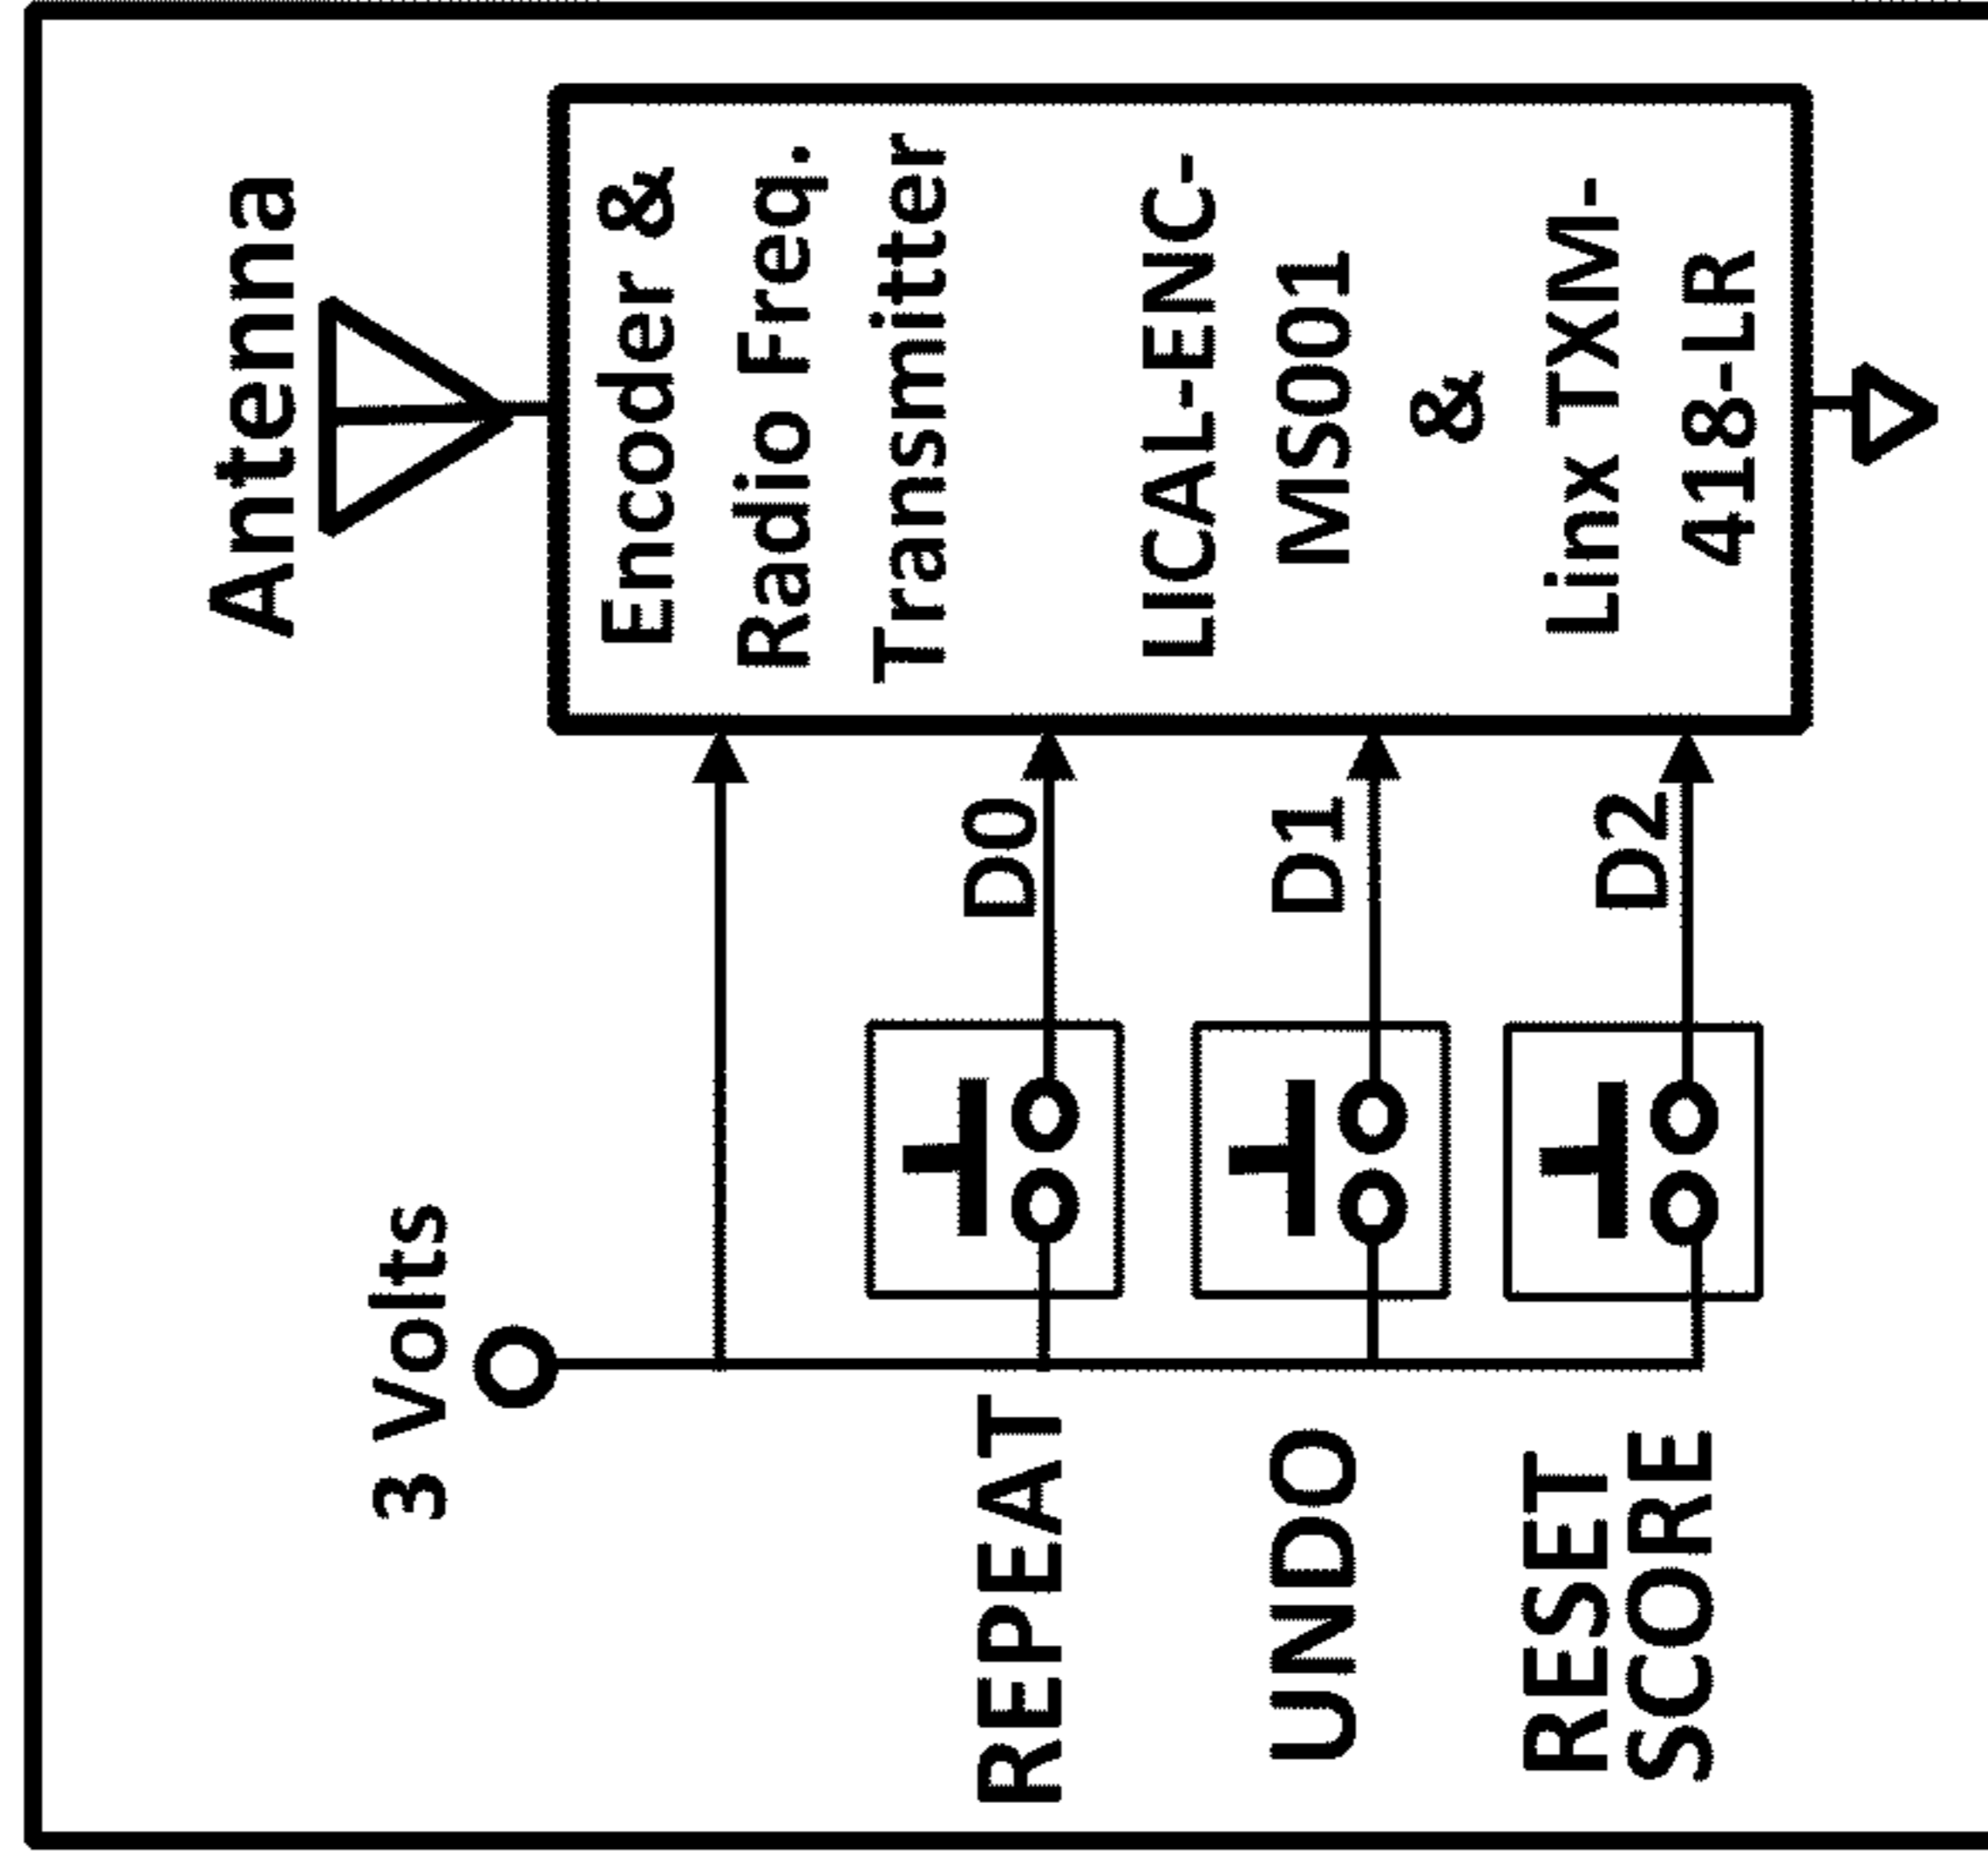 Antenna
3 Volts
Encoder &
Radio Freq.
Transmitter
LICAL-ENC-
MS001
&
Linx TXM-
418-LR
REPEAT
D0
UNDO
D1
RESET
SCORE
D2